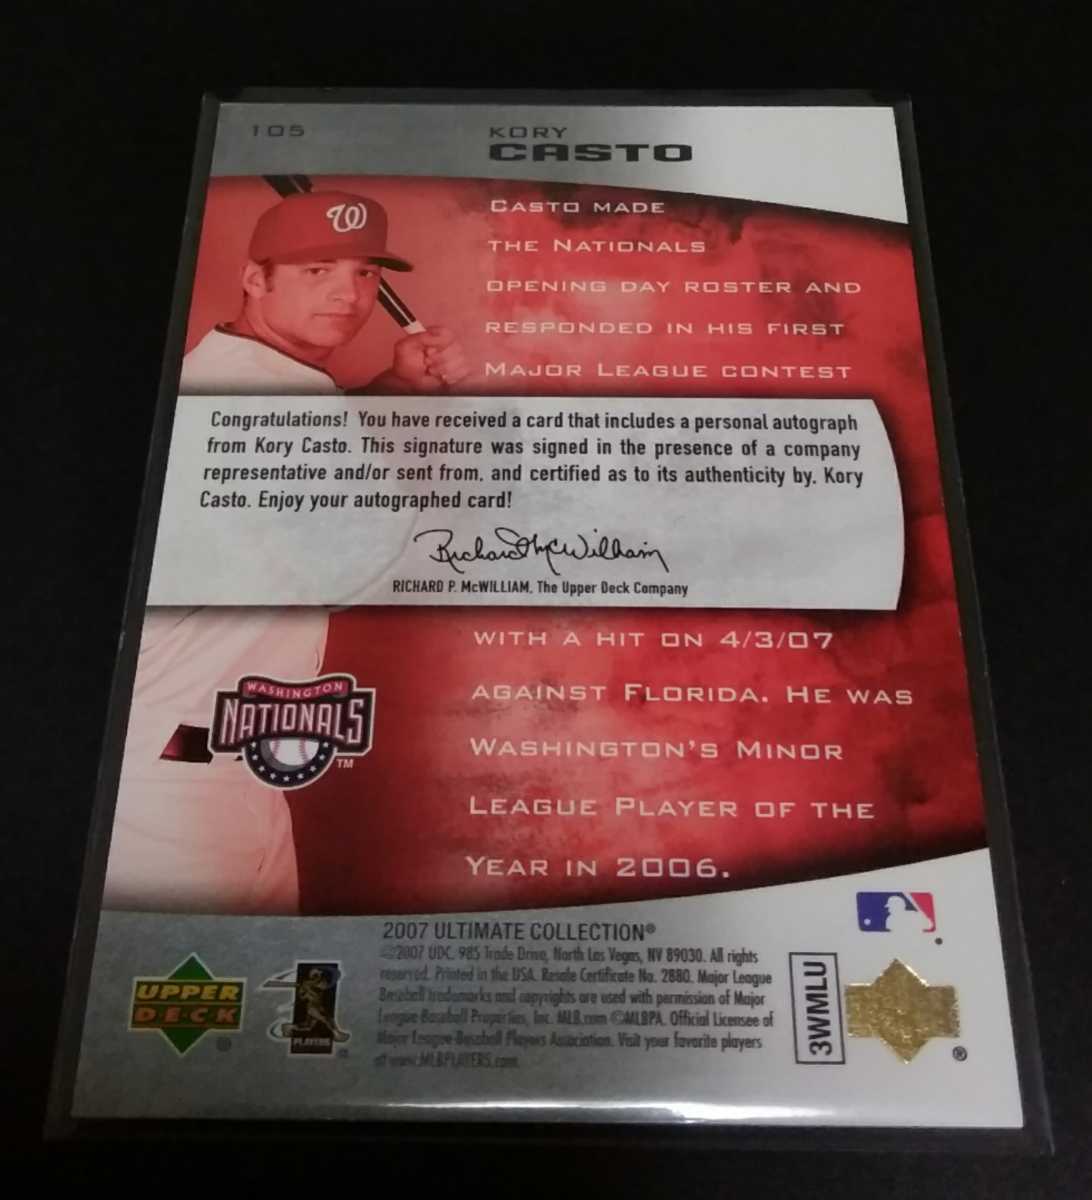 105
KORY
CASTO
CASTO MADE
THE NATIONALS
OPENING DAY ROSTER AND
RESPONDED IN HIS FIRST
MAJOR LEAGUE CONTEST
Congratulations! You have received a card that includes a personal autograph
from Kory Casto. This signature was signed in the presence of a company
representative and/or sent from, and certified as to its authenticity by, Kory
Casto. Enjoy your autographed card!
Richard McWilliam
RICHARD P. McWILLIAM, The Upper Deck Company
WITH A HIT ON 4/3/07
AGAINST FLORIDA. HE WAS
WASHINGTON'S MINOR
LEAGUE PLAYER OF THE
YEAR IN 2006.
W
WASHINGTON
NATIONALS
TM
2007 ULTIMATE COLLECTION®
©2007 UDC, 985 Trade Drive, North Las Vegas, NV 89030. All rights
reserved. Printed in the USA. Resale Certificate No. 2880. Major League
Baseball trademarks and copyrights are used with permission of Major
League Baseball Properties, Inc. MLB.com ©MLBPA. Official Licensee of
Major League Baseball Players Association. Visit your favorite players
at www.MLBPLAYERS.com.
UPPER
DECK
®
PLAYERS
3WMLU
®